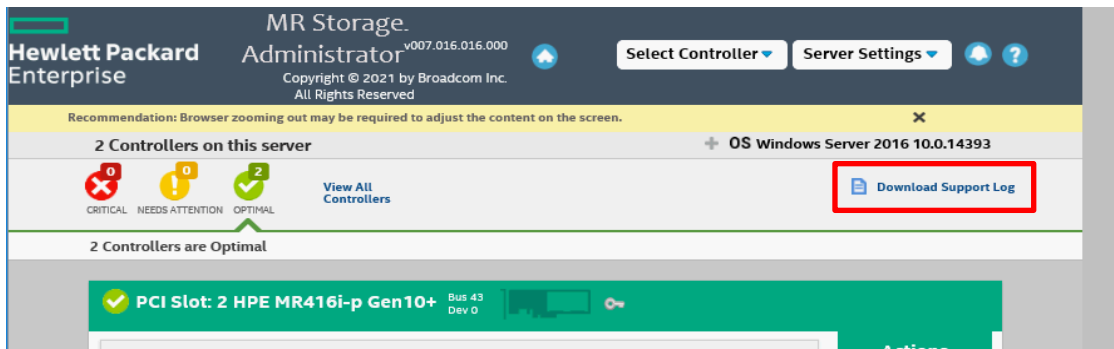 MR Storage
Administrator v007.016.016.000
Hewlett Packard
Enterprise
Copyright © 2021 by Broadcom Inc.
All Rights Reserved
Select Controller
Server Settings
?
Recommendation: Browser zooming out may be required to adjust the content on the screen.
2 Controllers on this server
OS Windows Server 2016 10.0.14393
0
CRITICAL
0
NEEDS ATTENTION
2
OPTIMAL
View All
Controllers
Download Support Log
2 Controllers are Optimal
PCI Slot: 2 HPE MR416i-p Gen10+
Bus 43
Dev 0
Actions